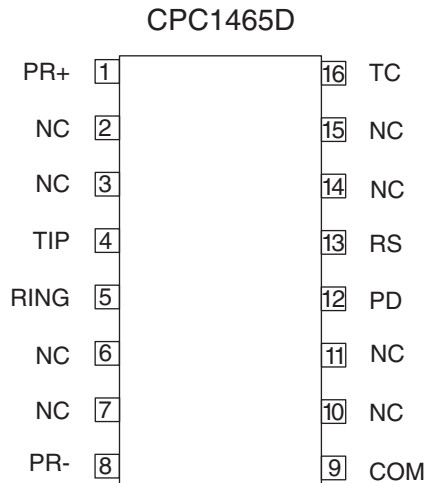 CPC1465D
PR+ 1 16 TC
NC 2 15 NC
NC 3 14 NC
TIP 4 13 RS
RING 5 12 PD
NC 6 11 NC
NC 7 10 NC
PR- 8 9 COM